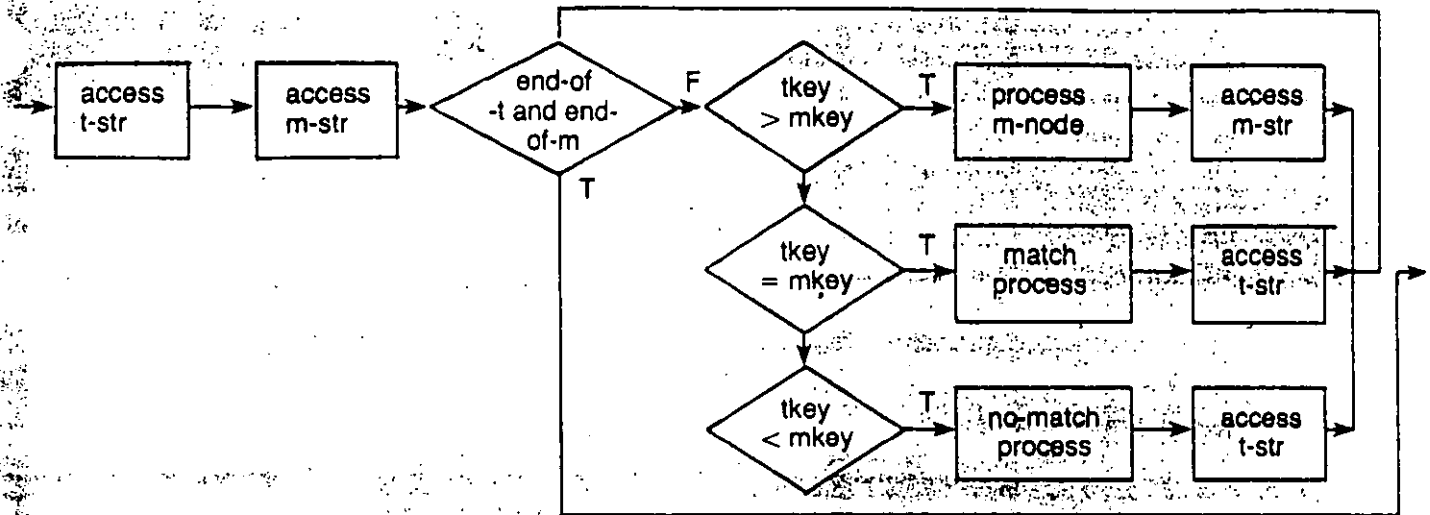 access
t-str
access
m-str
end-of
-t and end-
of-m
F
T
tkey
> mkey
T
process
m-node
access
m-str
tkey
= mkey
T
match
process
access
t-str
tkey
< mkey
T
no-match
process
access
t-str